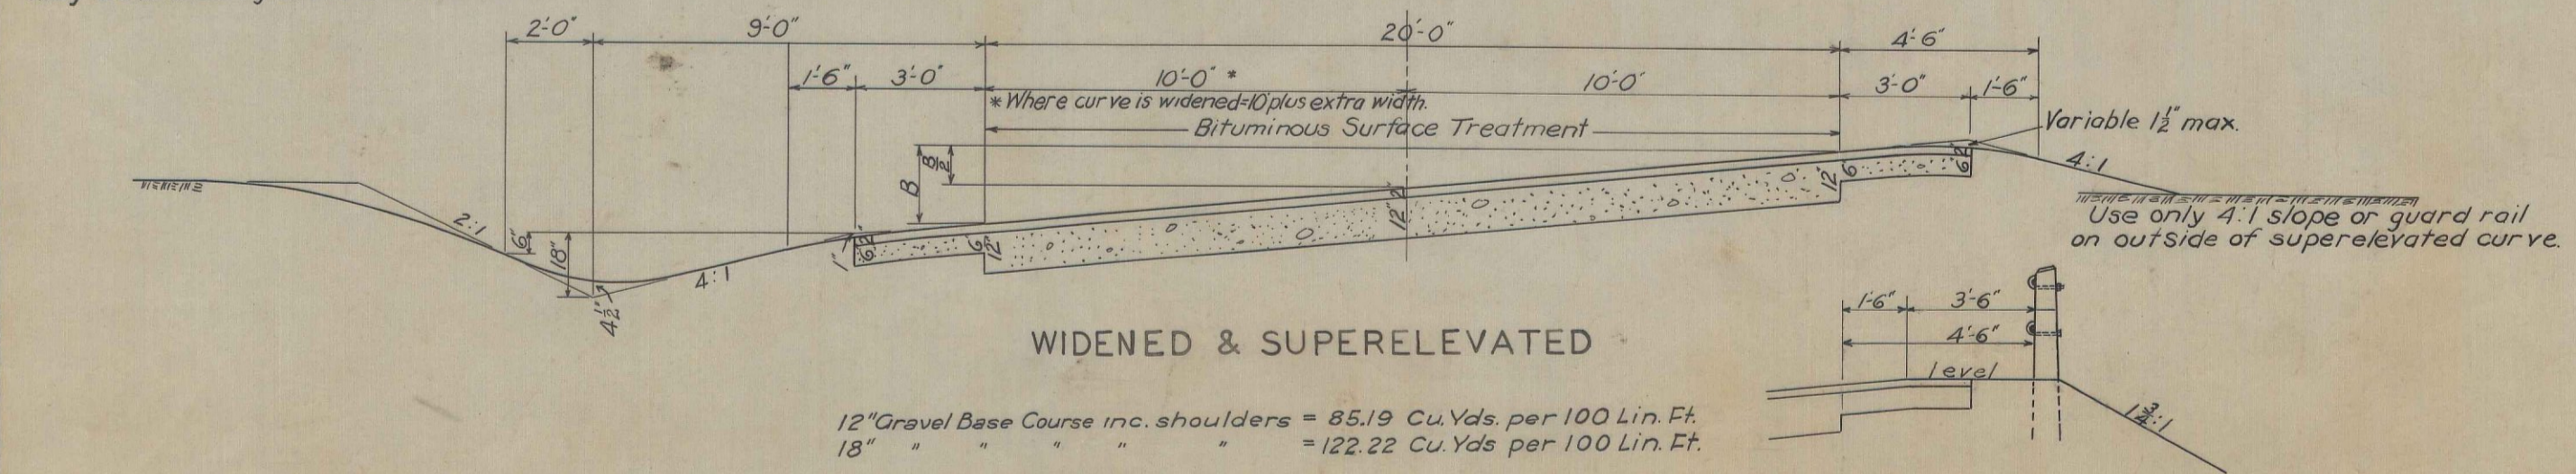 2'-0" 9'-0" 20'-0" 4'-6"
1'-6" 3'-0" 10'-0" * 10'-0" 3'-0" 1'-6"
*Where curve is widened=10'plus extra width.
Bituminous Surface Treatment
Variable 1½" max.
B B/2
2:1
6"
18"
4½"
4:1
1"
6 2
6
12"
12" 2
12
6
6 2
4:1
Use only 4:1 slope or guard rail
on outside of superelevated curve.
WIDENED & SUPERELEVATED
12"Gravel Base Course inc. shoulders = 85.19 Cu.Yds. per 100 Lin. Ft.
18" " " " " " = 122.22 Cu.Yds per 100 Lin. Ft.
1'-6" 3'-6"
4'-6"
level
1¾:1